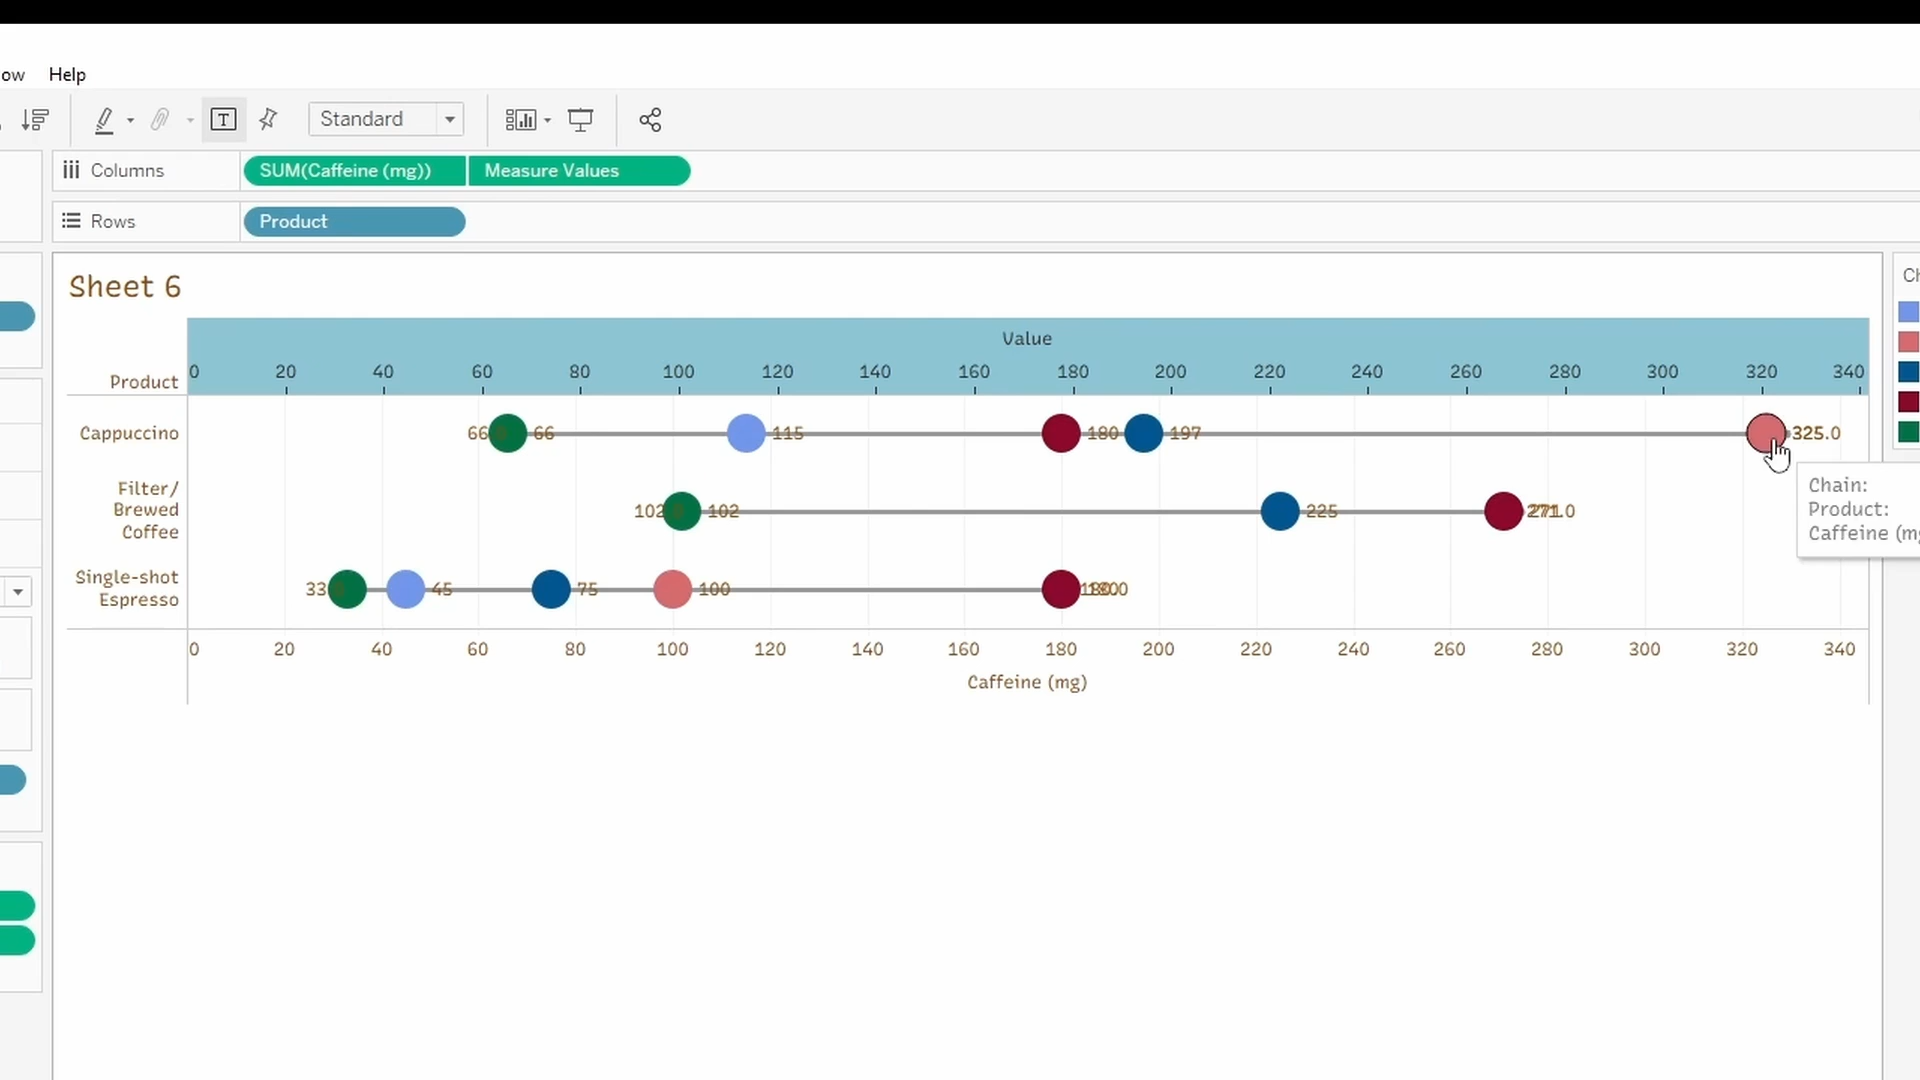 ow Help
Standard
Columns SUM(Caffeine (mg)) Measure Values
Rows Product
Sheet 6
Value
Product 0 20 40 60 80 100 120 140 160 180 200 220 240 260 280 300 320 340
Cappuccino 66 66 115 180 197 325.0
Filter/
Brewed
Coffee
102 102 225 271.0
Single-shot
Espresso
33 45 75 100
0 20 40 60 80 100 120 140 160 180 200 220 240 260 280 300 320 340
Caffeine (mg)
Chain:
Product:
Caffeine (mg
Ch